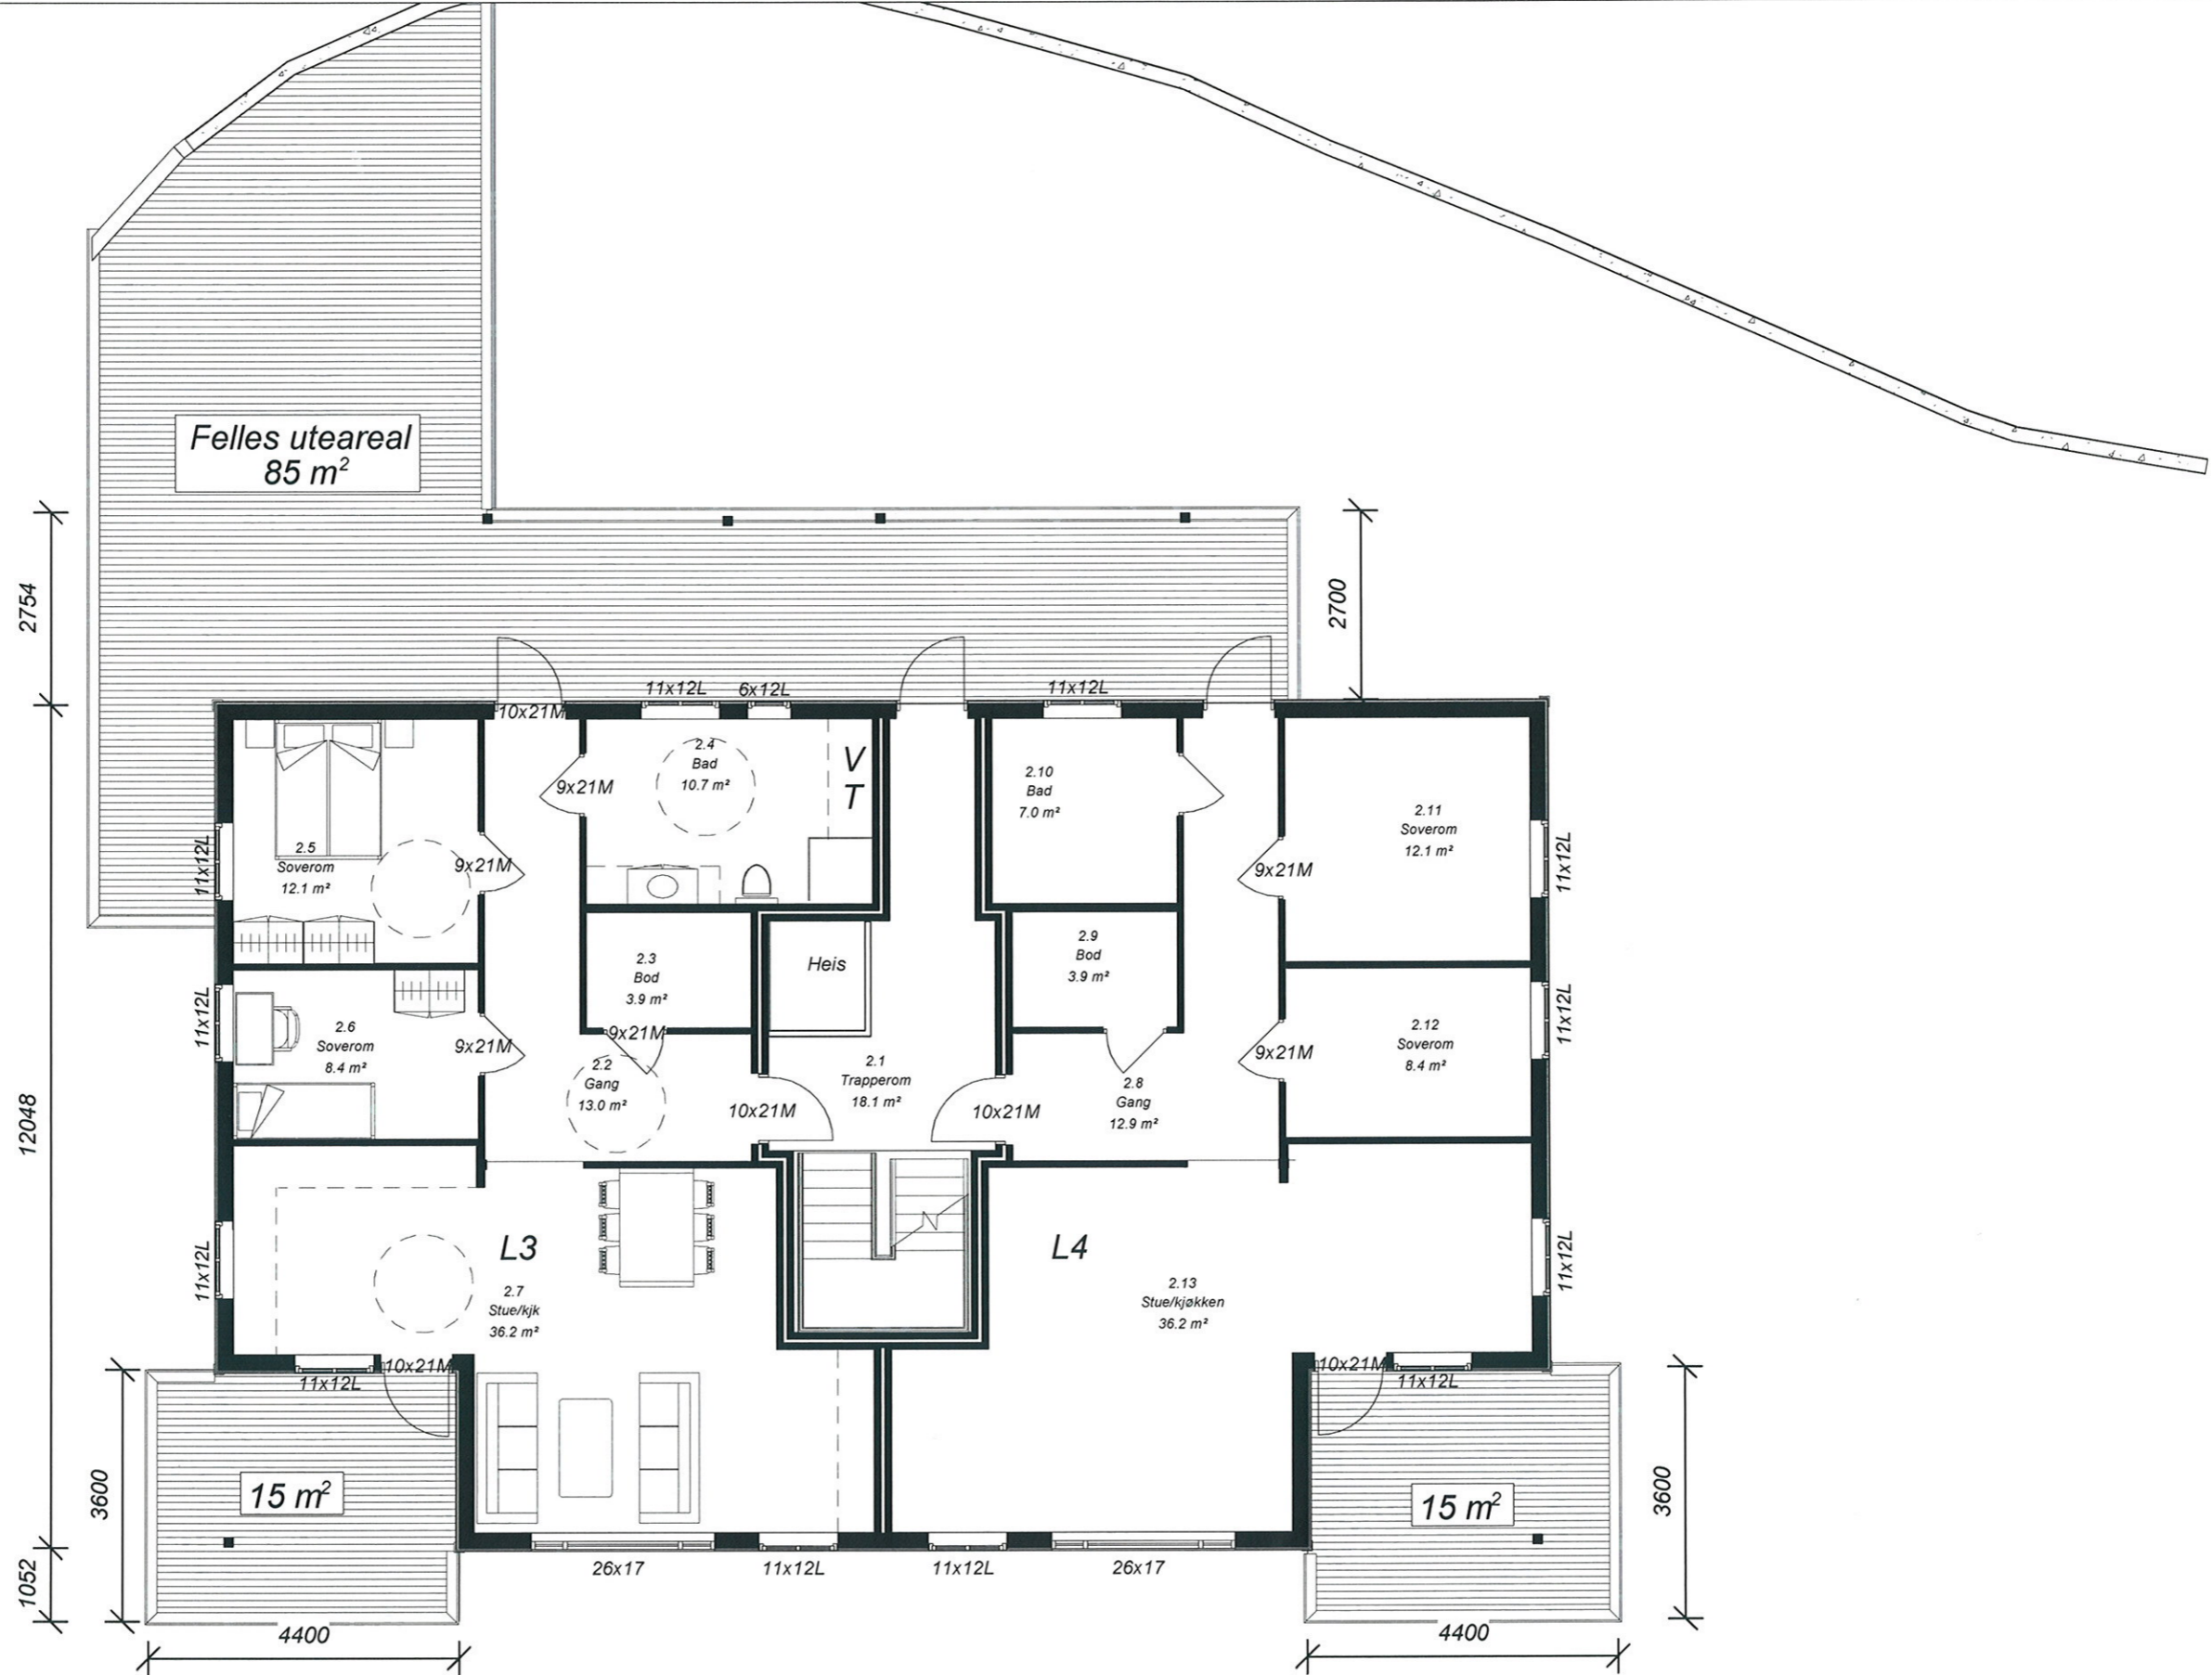 Felles uteareal
85 m²
2754
2700
11x12L
6x12L
11x12L
10x21M
2.4
Bad
10.7 m²
V
T
9x21M
2.10
Bad
7.0 m²
2.11
Soverom
12.1 m²
11x12L
2.5
Soverom
12.1 m²
9x21M
9x21M
11x12L
2.3
Bod
3.9 m²
Heis
2.9
Bod
3.9 m²
11x12L
2.6
Soverom
8.4 m²
9x21M
9x21M
2.2
Gang
13.0 m²
10x21M
2.1
Trapperom
18.1 m²
10x21M
2.8
Gang
12.9 m²
9x21M
2.12
Soverom
8.4 m²
11x12L
12048
11x12L
L3
2.7
Stue/kjk
36.2 m²
L4
2.13
Stue/kjøkken
36.2 m²
11x12L
10x21M
11x12L
10x21M
11x12L
3600
15 m²
15 m²
3600
1052
26x17
11x12L
11x12L
26x17
4400
4400